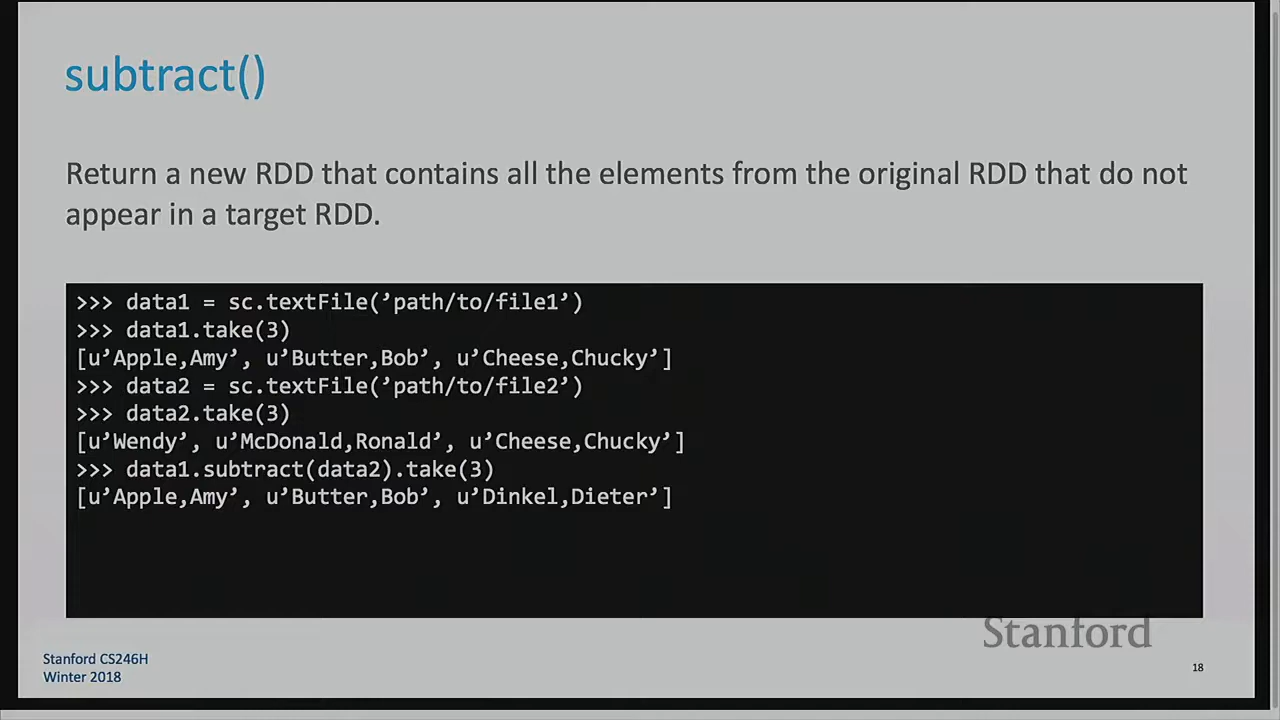 subtract()
Return a new RDD that contains all the elements from the original RDD that do not
appear in a target RDD.
>>> data1 = sc.textFile(’path/to/file1’)
>>> data1.take(3)
[u’Apple,Amy’, u’Butter,Bob’, u’Cheese,Chucky’]
>>> data2 = sc.textFile(’path/to/file2’)
>>> data2.take(3)
[u’Wendy’, u’McDonald,Ronald’, u’Cheese,Chucky’]
>>> data1.subtract(data2).take(3)
[u’Apple,Amy’, u’Butter,Bob’, u’Dinkel,Dieter’]
Stanford
Stanford CS246H
Winter 2018
18